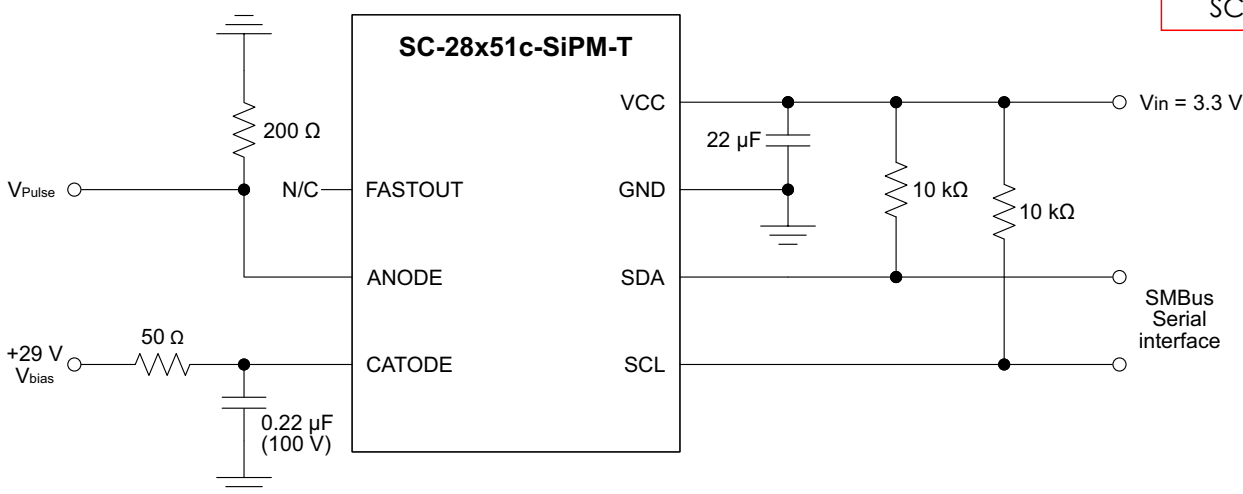 SC
SC-28x51c-SiPM-T
VCC
Vin = 3.3 V
200 Ω
22 µF
VPulse
N/C
FASTOUT
GND
10 kΩ
10 kΩ
ANODE
SDA
SMBus
Serial
interface
50 Ω
+29 V
Vbias
CATODE
SCL
0.22 µF
(100 V)